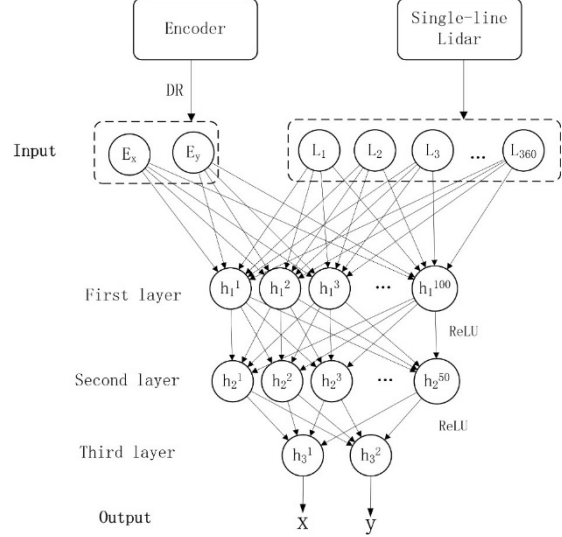 Encoder
Single-line
Lidar
DR
Input
Eₓ
Eᵧ
L₁
L₂
L₃
...
L₃₆₀
First layer
h₁¹
h₁²
h₁³
...
h₁¹⁰⁰
ReLU
Second layer
h₂¹
h₂²
h₂³
...
h₂⁵⁰
ReLU
Third layer
h₃¹
h₃²
Output
x
y